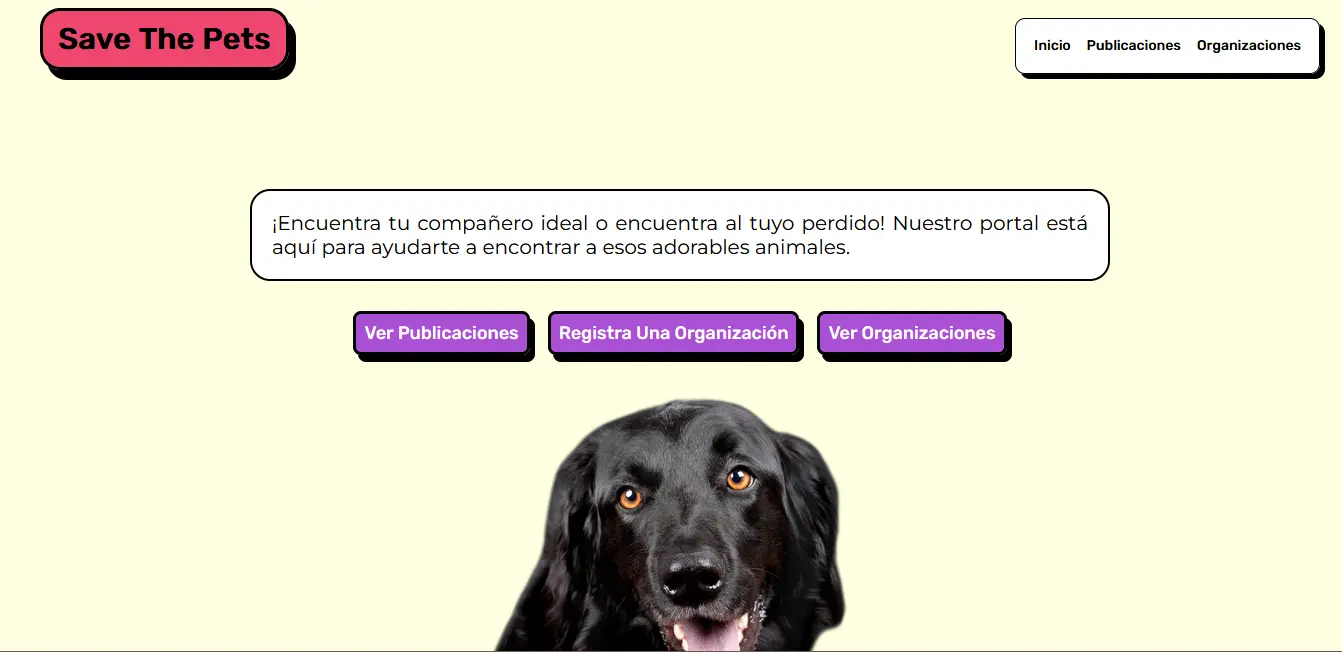 Save The Pets
Inicio Publicaciones Organizaciones
¡Encuentra tu compañero ideal o encuentra al tuyo perdido! Nuestro portal está
aquí para ayudarte a encontrar a esos adorables animales.
Ver Publicaciones Registra Una Organización Ver Organizaciones